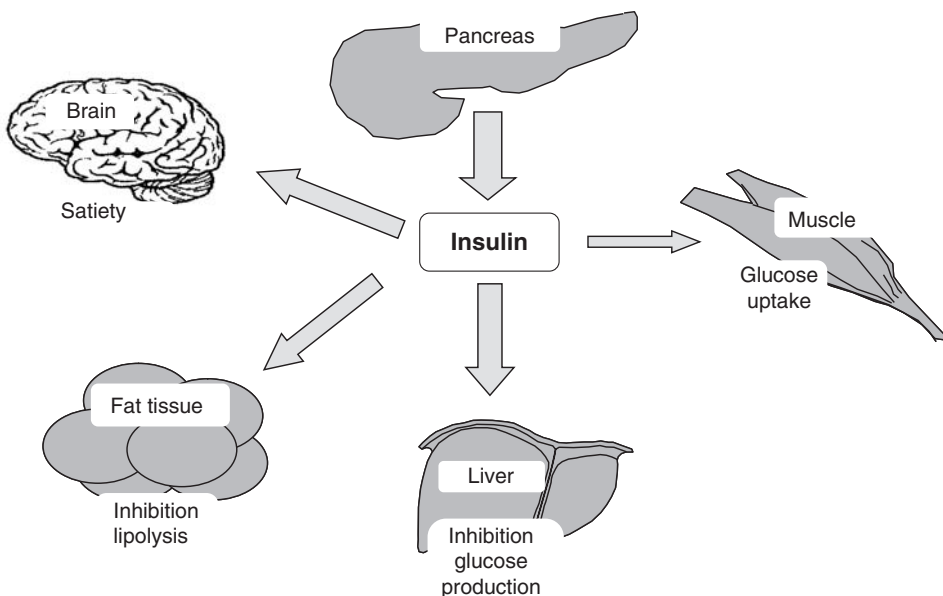 Pancreas
Brain
Satiety
Insulin
Muscle
Glucose
uptake
Fat tissue
Inhibition
lipolysis
Liver
Inhibition
glucose
production